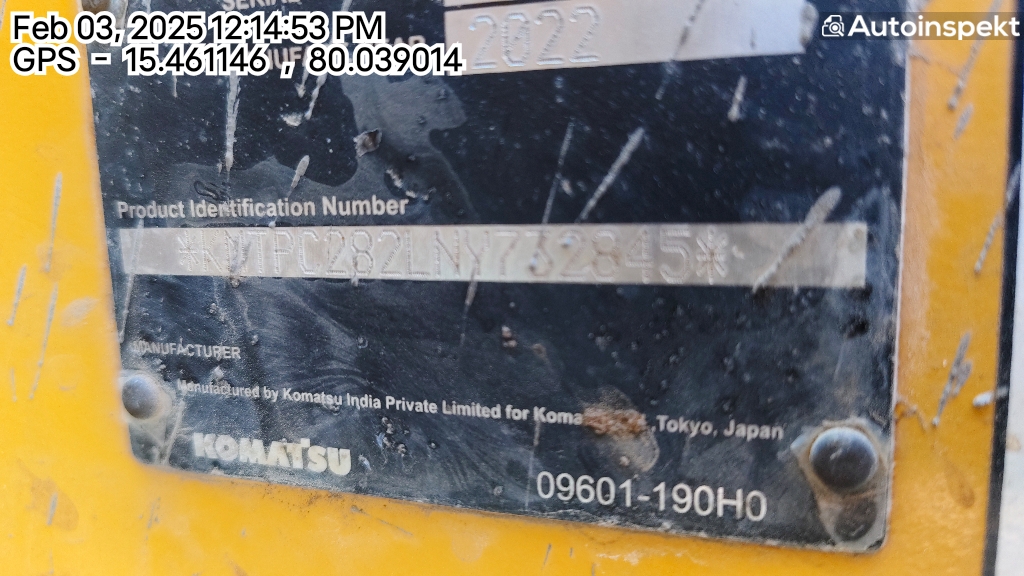 Feb 03, 2025 12:14:53 PM
Autoinspekt
GPS - 15.461146 , 80.039014
SERIAL
2022
Product Identification Number
*KMTPC282LNY732845*
MANUFACTURER
Manufactured by Komatsu India Private Limited for Koma , Tokyo, Japan
KOMATSU
09601-190H0